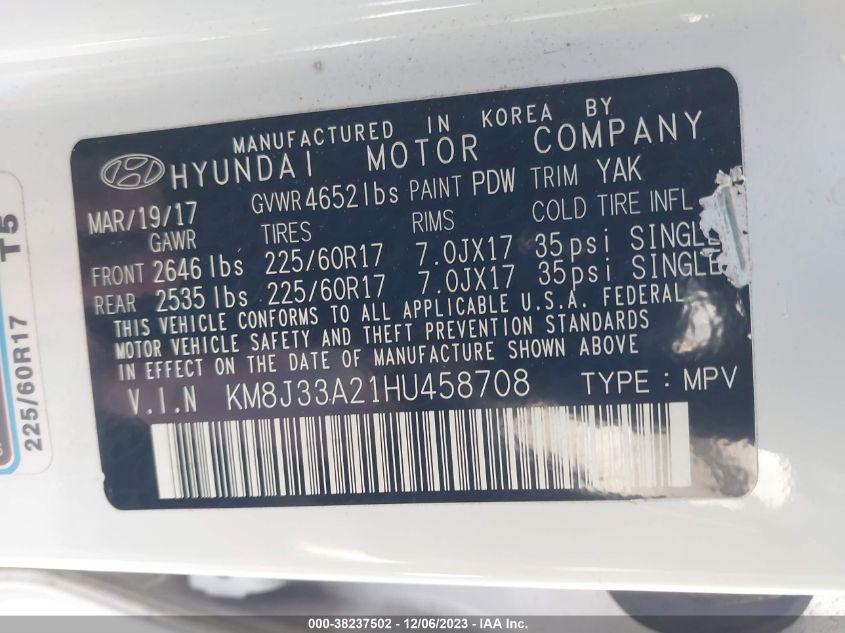 MANUFACTURED IN KOREA BY
HYUNDAI MOTOR COMPANY
MAR/19/17 GVWR 4652lbs PAINT PDW TRIM YAK
GAWR TIRES RIMS COLD TIRE INFL
FRONT 2646 lbs 225/60R17 7.0JX17 35psi SINGLE
REAR 2535 lbs 225/60R17 7.0JX17 35psi SINGLE
THIS VEHICLE CONFORMS TO ALL APPLICABLE U.S.A. FEDERAL
MOTOR VEHICLE SAFETY AND THEFT PREVENTION STANDARDS
IN EFFECT ON THE DATE OF MANUFACTURE SHOWN ABOVE
V.I.N KM8J33A21HU458708 TYPE : MPV
225/60R17 T5
000-38237502 - 12/06/2023 - IAA Inc.